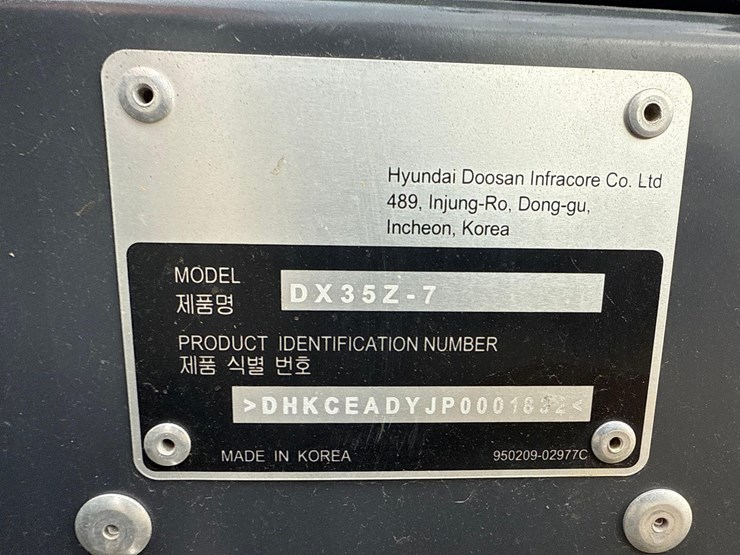 Hyundai Doosan Infracore Co. Ltd
489, Injung-Ro, Dong-gu,
Incheon, Korea
MODEL
제품명
DX35Z-7
PRODUCT IDENTIFICATION NUMBER
제품 식별 번호
>DHKCEADYJP0001832<
MADE IN KOREA
950209-02977C